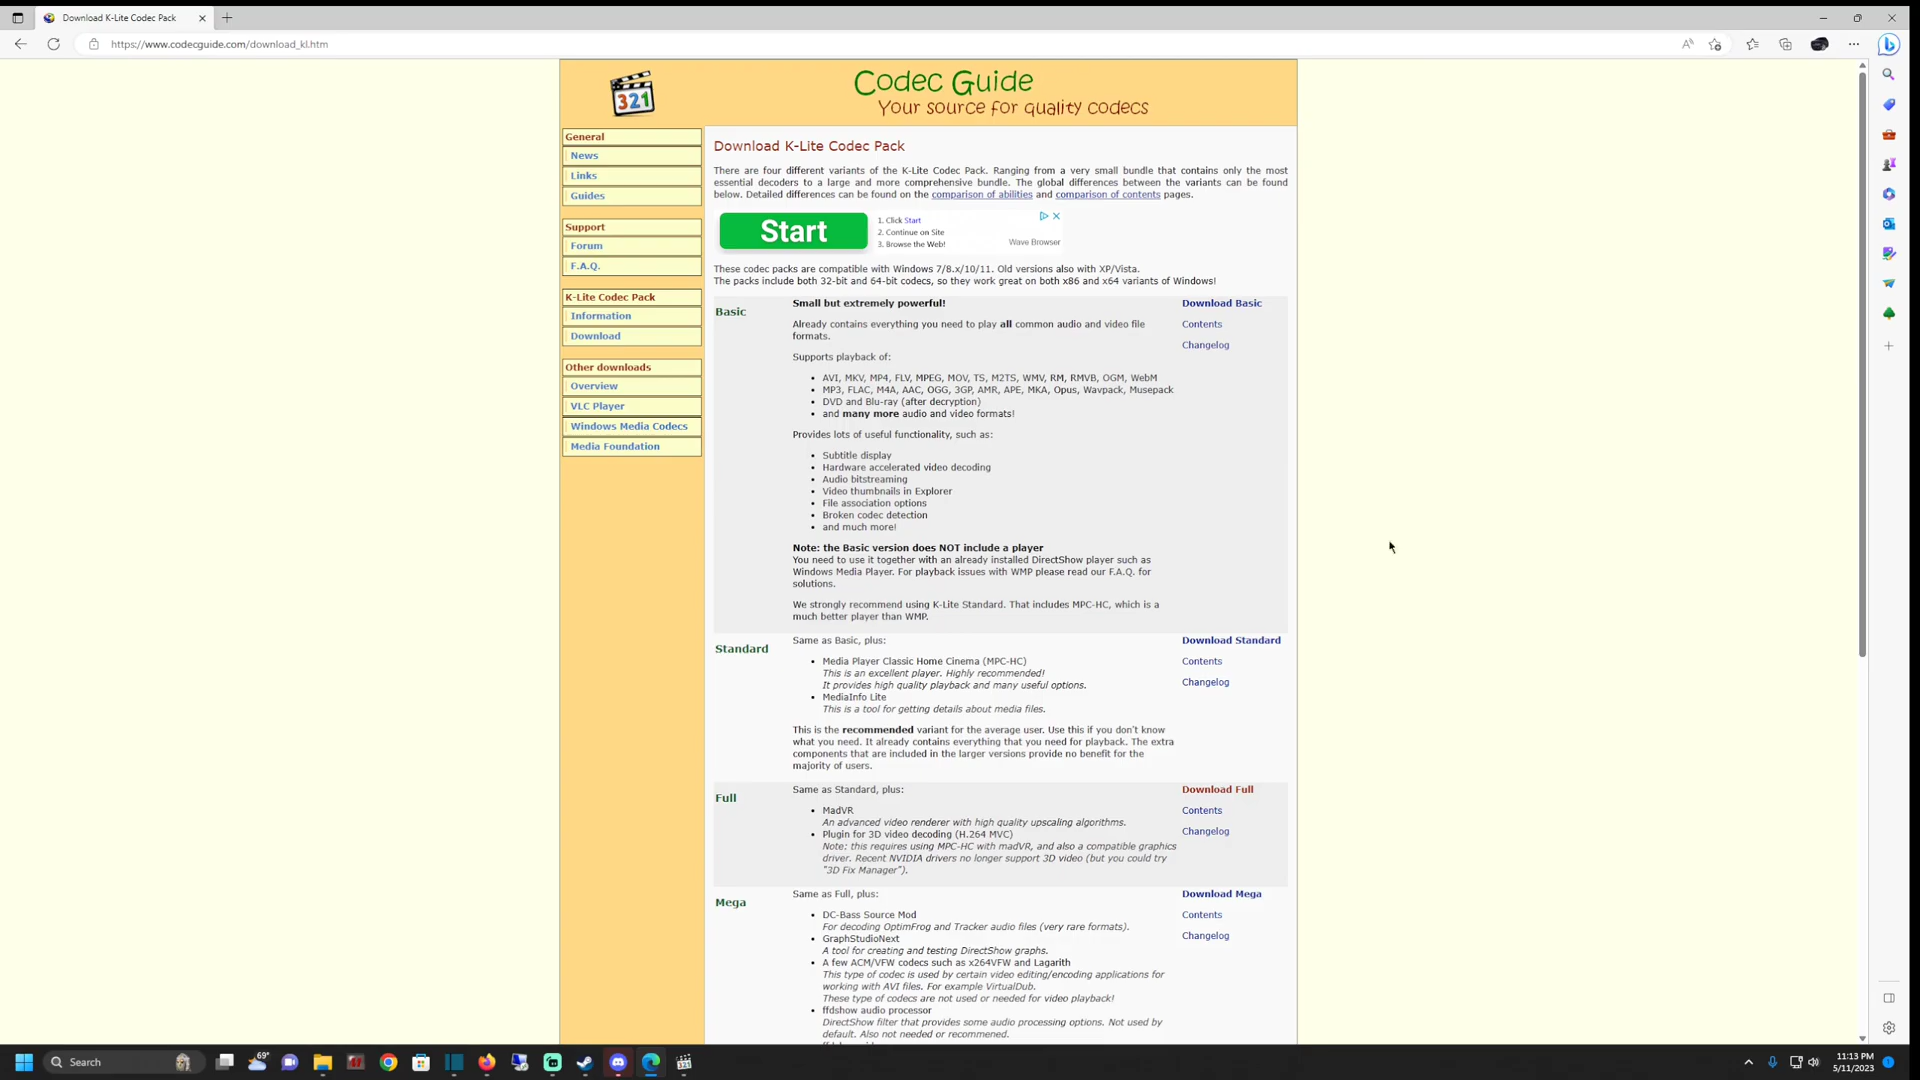 Download K-Lite Codec Pack
https://www.codecguide.com/download_kl.htm
321
Codec Guide
Your source for quality codecs
General
News
Links
Guides
Support
Forum
F.A.Q.
K-Lite Codec Pack
Information
Download
Other downloads
Overview
VLC Player
Windows Media Codecs
Media Foundation
Download K-Lite Codec Pack
There are four different variants of the K-Lite Codec Pack. Ranging from a very small bundle that contains only the most
essential decoders to a large and more comprehensive bundle. The global differences between the variants can be found
below. Detailed differences can be found on the comparison of abilities and comparison of contents pages.
Start
1. Click Start
2. Continue on Site
3. Browse the Web!
Wave Browser
These codec packs are compatible with Windows 7/8.x/10/11. Old versions also with XP/Vista.
The packs include both 32-bit and 64-bit codecs, so they work great on both x86 and x64 variants of Windows!
Basic
Small but extremely powerful!
Already contains everything you need to play all common audio and video file
formats.
Supports playback of:
• AVI, MKV, MP4, FLV, MPEG, MOV, TS, M2TS, WMV, RM, RMVB, OGM, WebM
• MP3, FLAC, M4A, AAC, OGG, 3GP, AMR, APE, MKA, Opus, Wavpack, Musepack
• DVD and Blu-ray (after decryption)
• and many more audio and video formats!
Provides lots of useful functionality, such as:
• Subtitle display
• Hardware accelerated video decoding
• Audio bitstreaming
• Video thumbnails in Explorer
• File association options
• Broken codec detection
• and much more!
Note: the Basic version does NOT include a player
You need to use it together with an already installed DirectShow player such as
Windows Media Player. For playback issues with WMP please read our F.A.Q. for
solutions.
We strongly recommend using K-Lite Standard. That includes MPC-HC, which is a
much better player than WMP.
Download Basic
Contents
Changelog
Standard
Same as Basic, plus:
• Media Player Classic Home Cinema (MPC-HC)
This is an excellent player. Highly recommended!
It provides high quality playback and many useful options.
• MediaInfo Lite
This is a tool for getting details about media files.
This is the recommended variant for the average user. Use this if you don't know
what you need. It already contains everything that you need for playback. The extra
components that are included in the larger versions provide no benefit for the
majority of users.
Download Standard
Contents
Changelog
Full
Same as Standard, plus:
• MadVR
An advanced video renderer with high quality upscaling algorithms.
• Plugin for 3D video decoding (H.264 MVC)
Note: this requires using MPC-HC with madVR, and also a compatible graphics
driver. Recent NVIDIA drivers no longer support 3D video (but you could try
"3D Fix Manager").
Download Full
Contents
Changelog
Mega
Same as Full, plus:
• DC-Bass Source Mod
For decoding OptimFrog and Tracker audio files (very rare formats).
• GraphStudioNext
A tool for creating and testing DirectShow graphs.
• A few ACM/VFW codecs such as x264VFW and Lagarith
This type of codec is used by certain video editing/encoding applications for
working with AVI files. For example VirtualDub.
These type of codecs are not used or needed for video playback!
• ffdshow audio processor
DirectShow filter that provides some audio processing options. Not used by
default. Also not needed or recommended.
Download Mega
Contents
Changelog
Search
69°
11:13 PM
5/11/2023